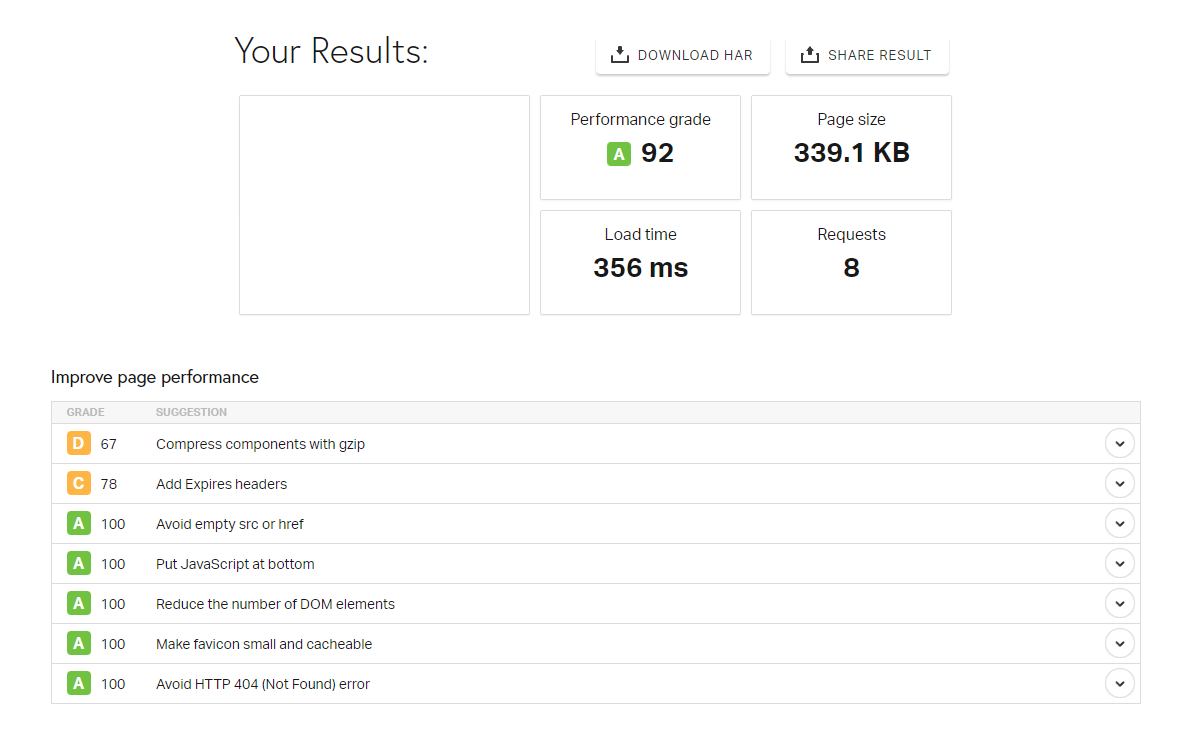 Your Results:
DOWNLOAD HAR
SHARE RESULT
Performance grade
A 92
Page size
339.1 KB
Load time
356 ms
Requests
8
Improve page performance
GRADE SUGGESTION
D 67 Compress components with gzip
C 78 Add Expires headers
A 100 Avoid empty src or href
A 100 Put JavaScript at bottom
A 100 Reduce the number of DOM elements
A 100 Make favicon small and cacheable
A 100 Avoid HTTP 404 (Not Found) error